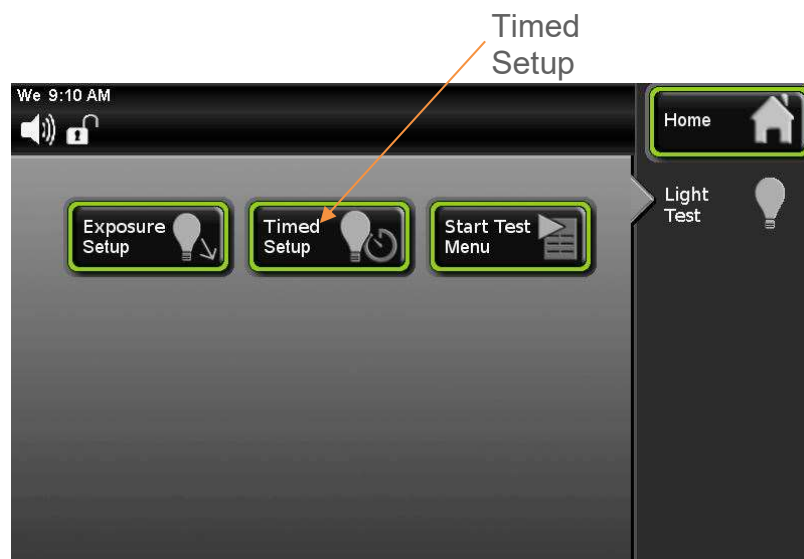 Timed
Setup
We 9:10 AM
Home
Light
Test
Exposure
Setup
Timed
Setup
Start Test
Menu